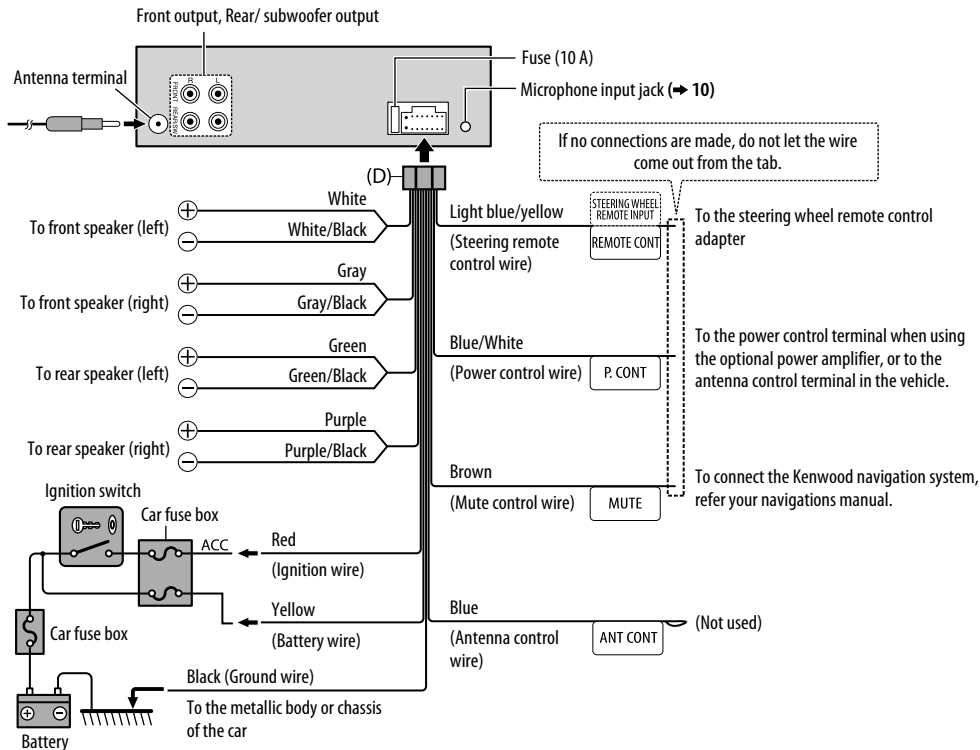 Front output, Rear/ subwoofer output
Fuse (10 A)
Antenna terminal
R
L
FRONT
REAR/SW
Microphone input jack (➜ 10)
If no connections are made, do not let the wire
come out from the tab.
(D)
White
White/Black
To front speaker (left)
Light blue/yellow
(Steering remote
control wire)
STEERING WHEEL
REMOTE INPUT
REMOTE CONT
To the steering wheel remote control
adapter
Gray
Gray/Black
To front speaker (right)
Green
Green/Black
To rear speaker (left)
Blue/White
(Power control wire)
P. CONT
To the power control terminal when using
the optional power amplifier, or to the
antenna control terminal in the vehicle.
Purple
Purple/Black
To rear speaker (right)
Brown
(Mute control wire)
MUTE
To connect the Kenwood navigation system,
refer your navigations manual.
Ignition switch
Car fuse box
ACC
Red
(Ignition wire)
Yellow
(Battery wire)
Car fuse box
Blue
(Antenna control
wire)
ANT CONT
(Not used)
Black (Ground wire)
To the metallic body or chassis
of the car
Battery